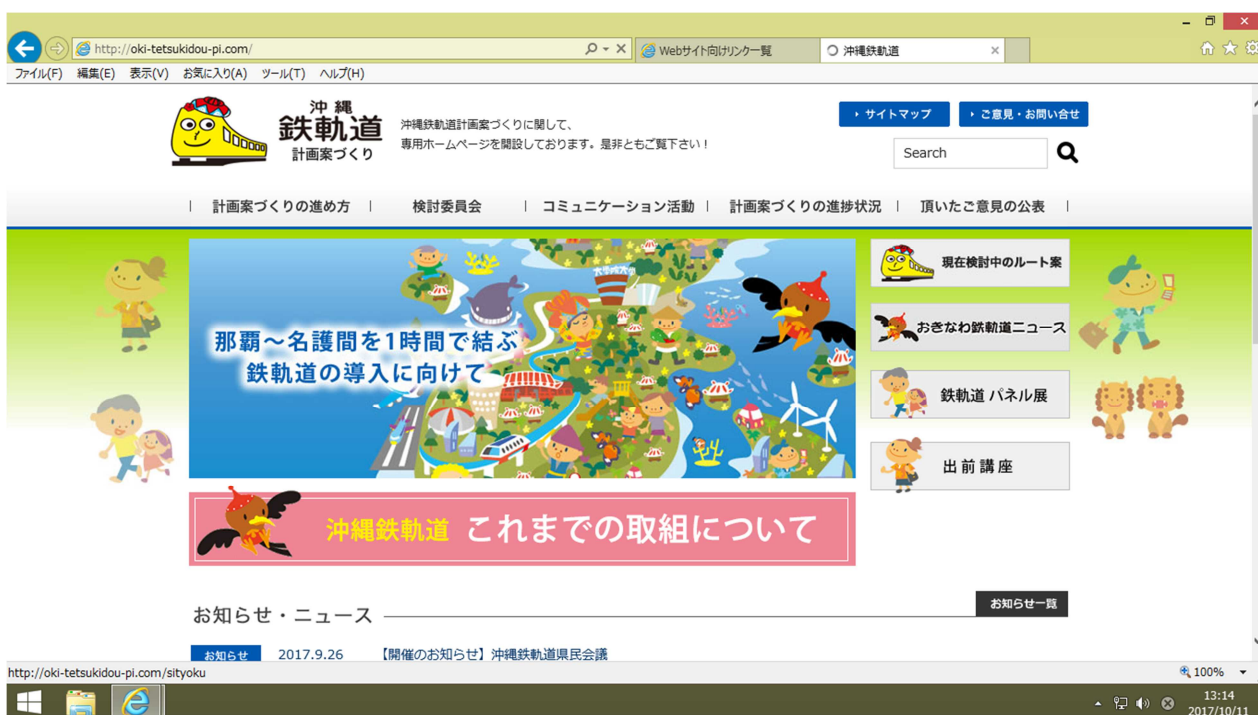 http://oki-tetsukidou-pi.com/
Webサイト向けリンク一覧
沖縄鉄軌道
ファイル(F) 編集(E) 表示(V) お気に入り(A) ツール(T) ヘルプ(H)
沖縄
鉄軌道
計画案づくり
沖縄鉄軌道計画案づくりに関して、
専用ホームページを開設しております。是非ともご覧下さい!
サイトマップ
ご意見・お問い合せ
Search
計画案づくりの進め方
検討委員会
コミュニケーション活動
計画案づくりの進捗状況
頂いたご意見の公表
大学院大学
那覇~名護間を1時間で結ぶ
鉄軌道の導入に向けて
現在検討中のルート案
おきなわ鉄軌道ニュース
鉄軌道 パネル展
出前講座
沖縄鉄軌道 これまでの取組について
お知らせ・ニュース
お知らせ一覧
お知らせ 2017.9.26 【開催のお知らせ】沖縄鉄軌道県民会議
http://oki-tetsukidou-pi.com/sityoku
100%
13:14
2017/10/11